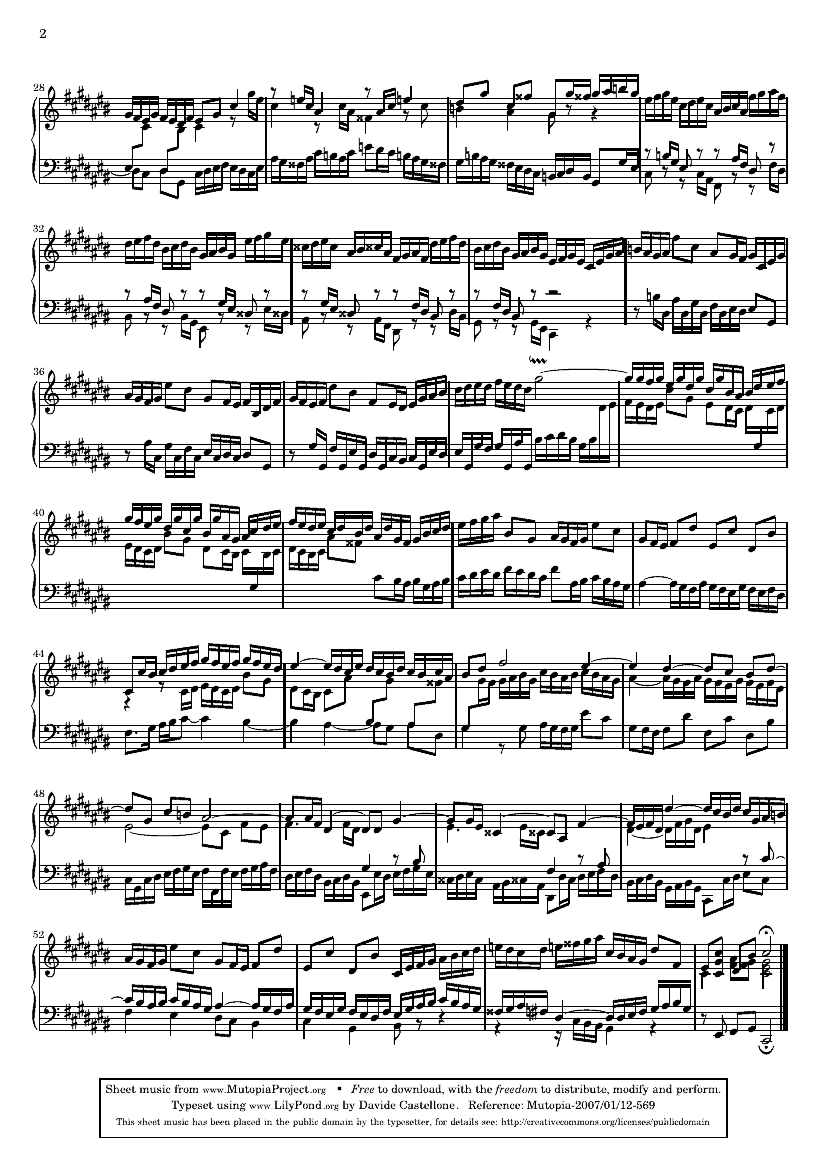 2
28
32
36
40
44
48
52
Sheet music from www.MutopiaProject.org ▪ Free to download, with the freedom to distribute, modify and perform.
Typeset using www.LilyPond.org by Davide Castellone. Reference: Mutopia-2007/01/12-569
This sheet music has been placed in the public domain by the typesetter, for details see: http://creativecommons.org/licenses/publicdomain